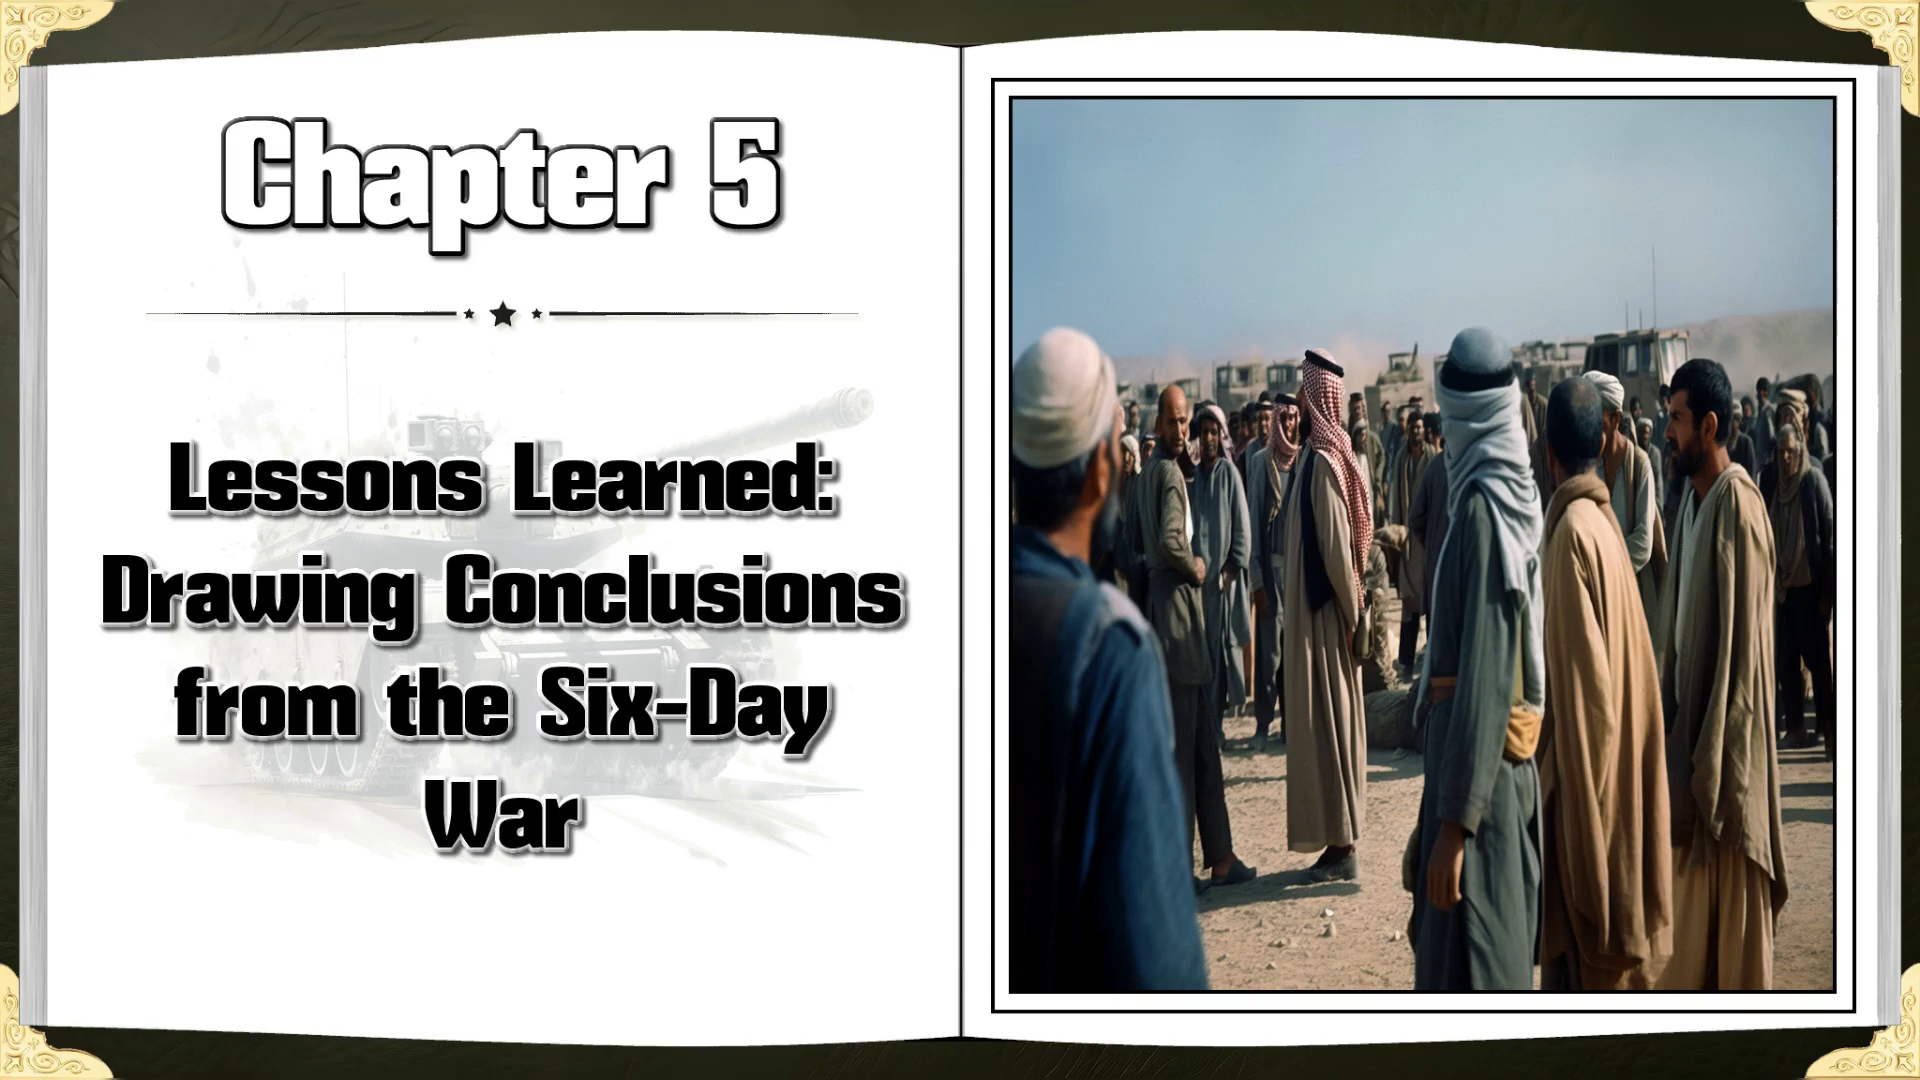 Chapter 5
Lessons Learned:
Drawing Conclusions
from the Six-Day
War